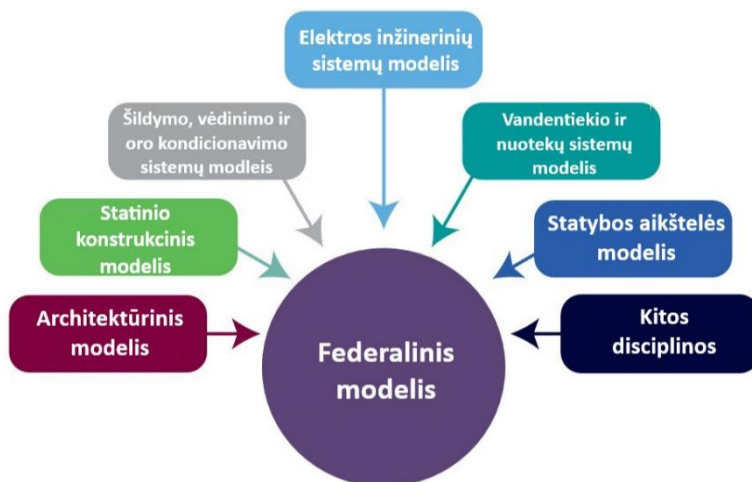 Elektros inžinerinių
sistemų modelis
Šildymo, vėdinimo ir
oro kondicionavimo
sistemų modleis
Vandentiekio ir
nuotekų sistemų
modelis
Statinio
konstrukcinis
modelis
Statybos aikštelės
modelis
Architektūrinis
modelis
Kitos
disciplinos
Federalinis
modelis